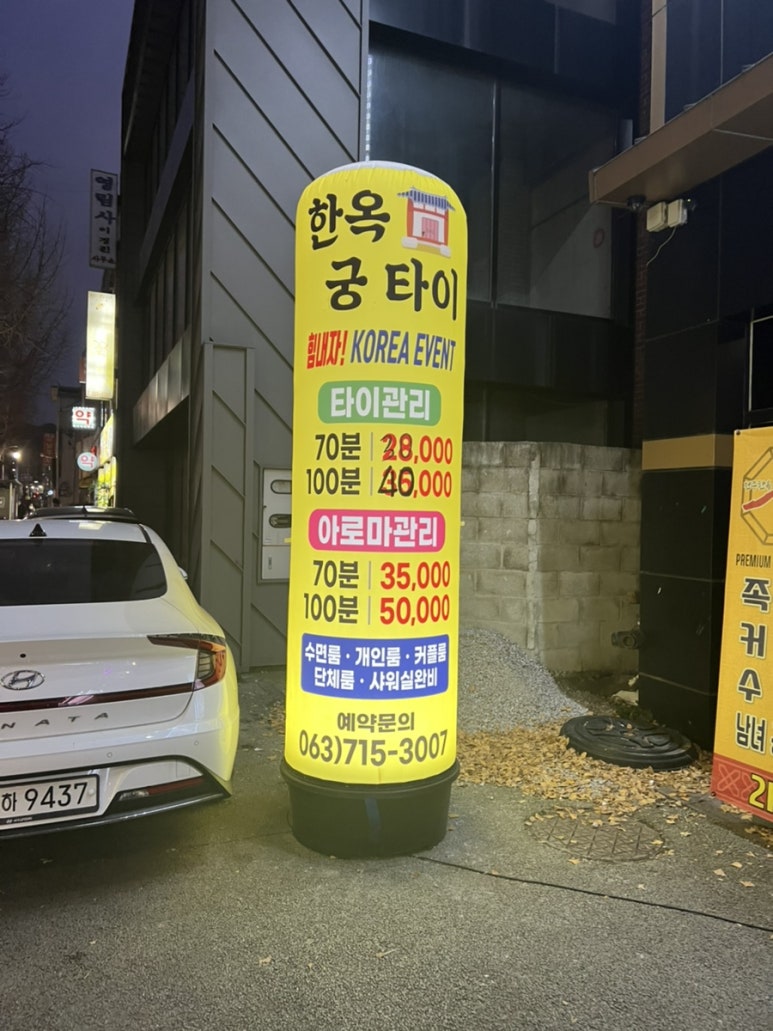 한옥
궁 타이
힘내자! KOREA EVENT
타이관리
70분 | 28,000
100분 | 40,000
아로마관리
70분 | 35,000
100분 | 50,000
수면룸 · 개인룸 · 커플룸
단체룸 · 샤워실완비
예약문의
063)715-3007
약
약
NATA
하 9437
PREMIUM
족
커
수
남녀